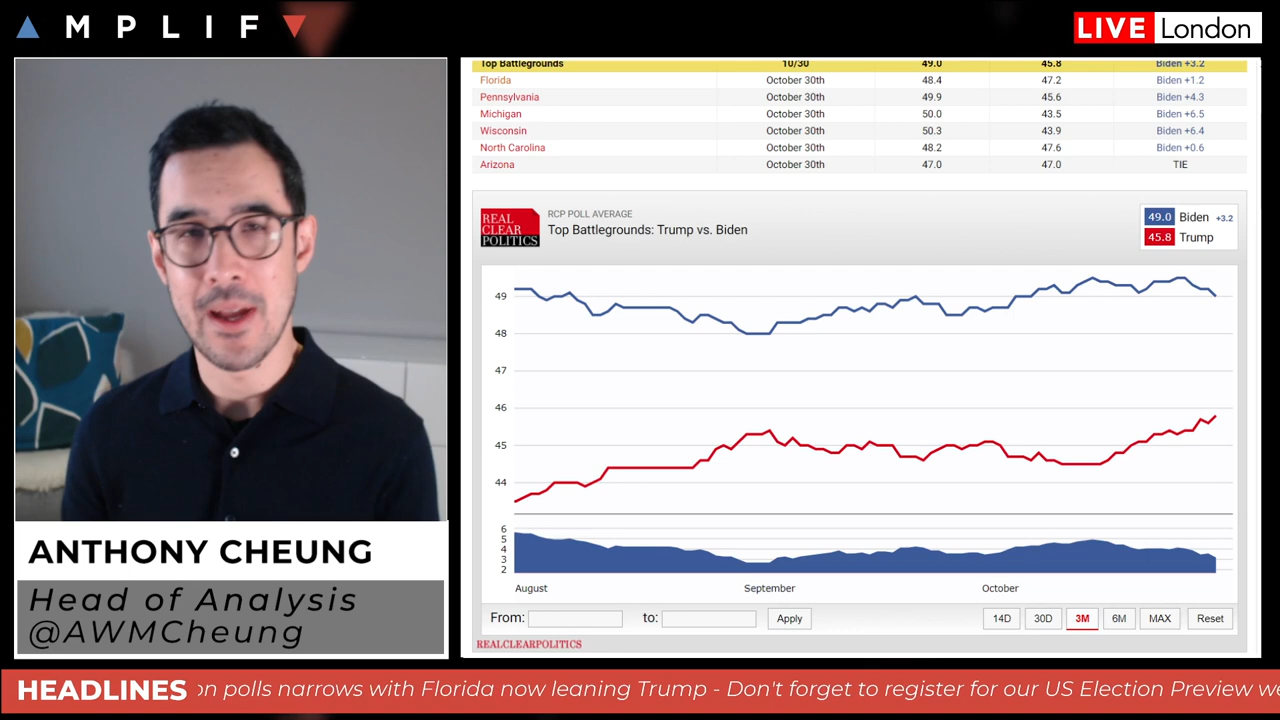 MPLIF
LIVE London
Top Battlegrounds 10/30 49.0 45.8 Biden +3.2
Florida October 30th 48.4 47.2 Biden +1.2
Pennsylvania October 30th 49.9 45.6 Biden +4.3
Michigan October 30th 50.0 43.5 Biden +6.5
Wisconsin October 30th 50.3 43.9 Biden +6.4
North Carolina October 30th 48.2 47.6 Biden +0.6
Arizona October 30th 47.0 47.0 TIE
REAL
CLEAR
POLITICS
RCP POLL AVERAGE
Top Battlegrounds: Trump vs. Biden
49.0 Biden +3.2
45.8 Trump
49
48
47
46
45
44
6
5
4
3
2
August September October
From: to: Apply 14D 30D 3M 6M MAX Reset
REALCLEARPOLITICS
ANTHONY CHEUNG
Head of Analysis
@AWMCheung
HEADLINES on polls narrows with Florida now leaning Trump - Don't forget to register for our US Election Preview we